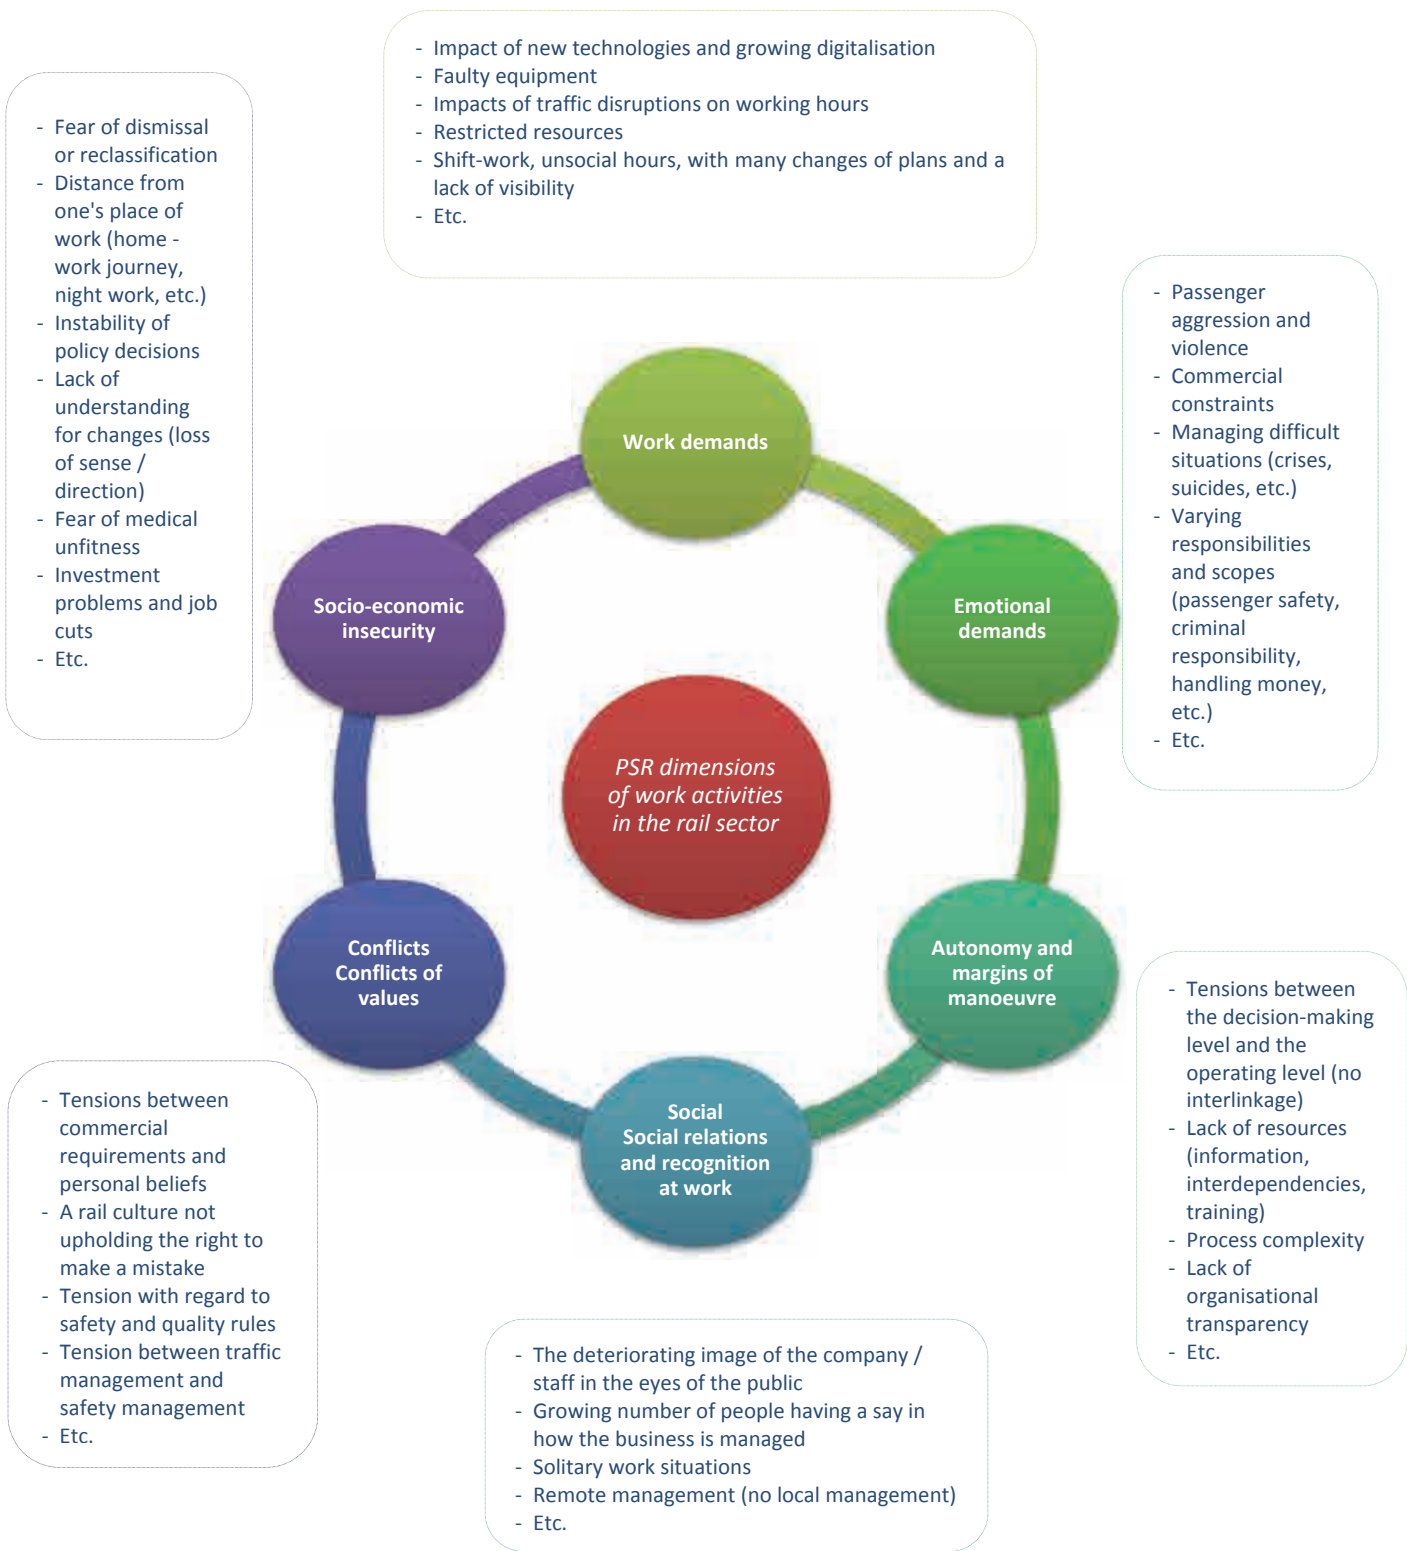 - Impact of new technologies and growing digitalisation
- Faulty equipment
- Impacts of traffic disruptions on working hours
- Restricted resources
- Shift-work, unsocial hours, with many changes of plans and a
lack of visibility
- Etc.
- Fear of dismissal
or reclassification
- Distance from
one's place of
work (home -
work journey,
night work, etc.)
- Instability of
policy decisions
- Lack of
understanding
for changes (loss
of sense /
direction)
- Fear of medical
unfitness
- Investment
problems and job
cuts
- Etc.
- Passenger
aggression and
violence
- Commercial
constraints
- Managing difficult
situations (crises,
suicides, etc.)
- Varying
responsibilities
and scopes
(passenger safety,
criminal
responsibility,
handling money,
etc.)
- Etc.
Work demands
Socio-economic
insecurity
Emotional
demands
PSR dimensions
of work activities
in the rail sector
Conflicts
Conflicts of
values
Autonomy and
margins of
manoeuvre
Social
Social relations
and recognition
at work
- Tensions between
the decision-making
level and the
operating level (no
interlinkage)
- Lack of resources
(information,
interdependencies,
training)
- Process complexity
- Lack of
organisational
transparency
- Etc.
- Tensions between
commercial
requirements and
personal beliefs
- A rail culture not
upholding the right to
make a mistake
- Tension with regard to
safety and quality rules
- Tension between traffic
management and
safety management
- Etc.
- The deteriorating image of the company /
staff in the eyes of the public
- Growing number of people having a say in
how the business is managed
- Solitary work situations
- Remote management (no local management)
- Etc.